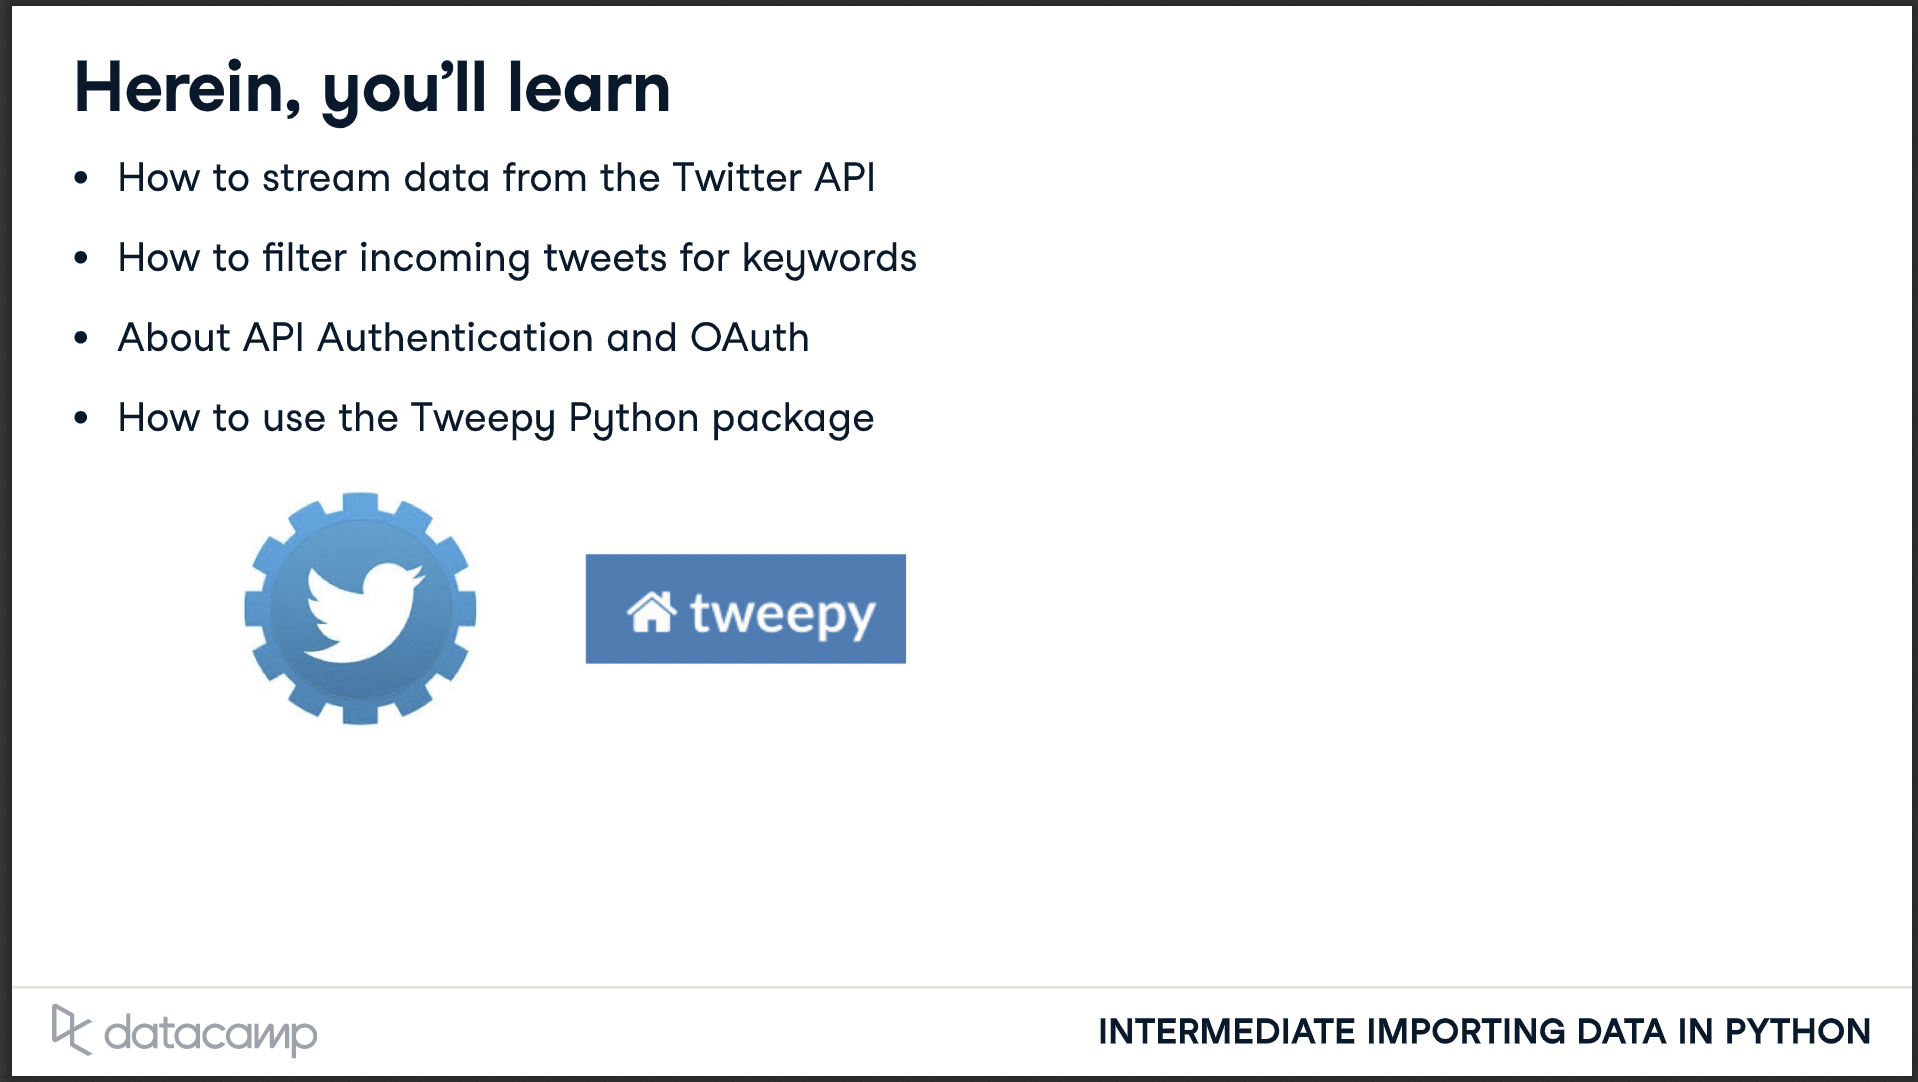 Herein, you'll learn
• How to stream data from the Twitter API
• How to filter incoming tweets for keywords
• About API Authentication and OAuth
• How to use the Tweepy Python package
tweepy
datacamp
INTERMEDIATE IMPORTING DATA IN PYTHON